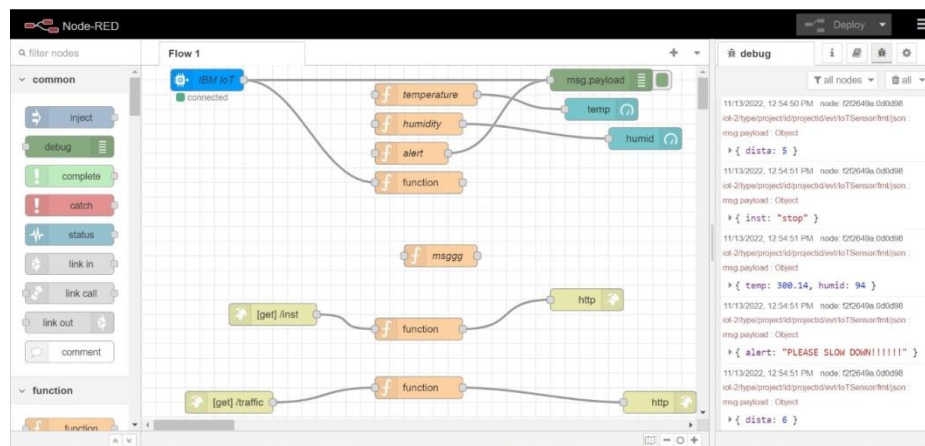 Node-RED
Deploy
filter nodes
Flow 1
debug
i
all nodes
all
common
inject
debug
complete
catch
status
link in
link call
link out
comment
function
function
IBM IoT
connected
temperature
humidity
alert
function
msg.payload
temp
humid
msggg
[get] /inst
function
http
[get] /traffic
function
http
11/13/2022, 12:54:50 PM node: f2f2649a.0d0d98
iot-2/type/project/id/projectid/evt/IoTSensor/fmt/json :
msg.payload : Object
{ dista: 5 }
11/13/2022, 12:54:51 PM node: f2f2649a.0d0d98
iot-2/type/project/id/projectid/evt/IoTSensor/fmt/json :
msg.payload : Object
{ inst: "stop" }
11/13/2022, 12:54:51 PM node: f2f2649a.0d0d98
iot-2/type/project/id/projectid/evt/IoTSensor/fmt/json :
msg.payload : Object
{ temp: 300.14, humid: 94 }
11/13/2022, 12:54:51 PM node: f2f2649a.0d0d98
iot-2/type/project/id/projectid/evt/IoTSensor/fmt/json :
msg.payload : Object
{ alert: "PLEASE SLOW DOWN!!!!!!" }
11/13/2022, 12:54:51 PM node: f2f2649a.0d0d98
iot-2/type/project/id/projectid/evt/IoTSensor/fmt/json :
msg.payload : Object
{ dista: 6 }